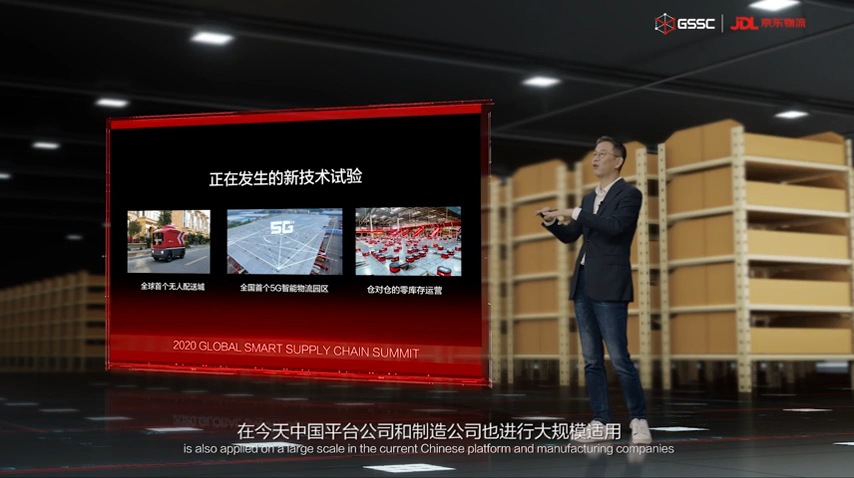 GSSC
JDL 京东物流
正在发生的新技术试验
5G
全球首个无人配送城
全国首个5G智能物流园区
仓对仓的零库存运营
2020 GLOBAL SMART SUPPLY CHAIN SUMMIT
在今天中国平台公司和制造公司也进行大规模适用
is also applied on a large scale in the current Chinese platform and manufacturing companies